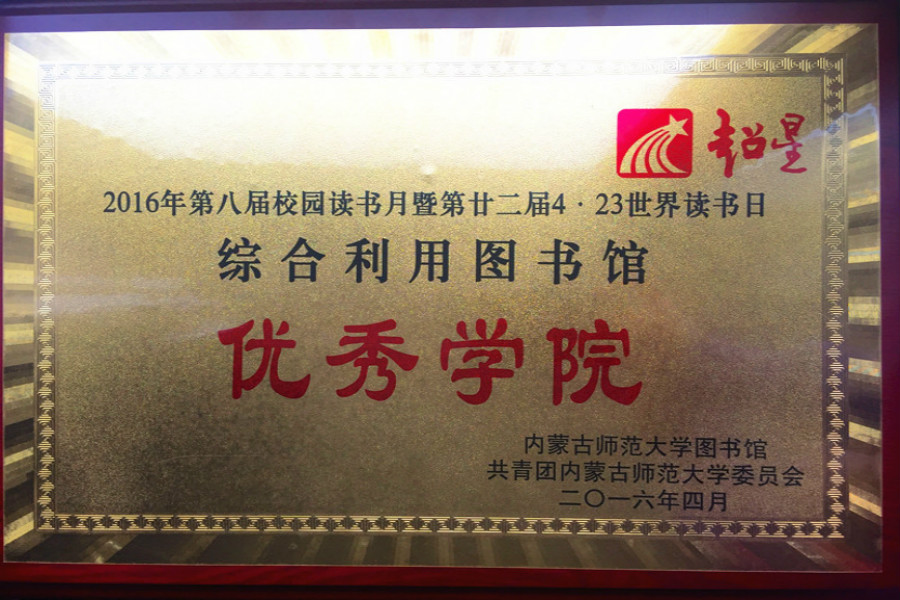 超星
2016年第八届校园读书月暨第廿二届4·23世界读书日
综合利用图书馆
优秀学院
内蒙古师范大学图书馆
共青团内蒙古师范大学委员会
二〇一六年四月